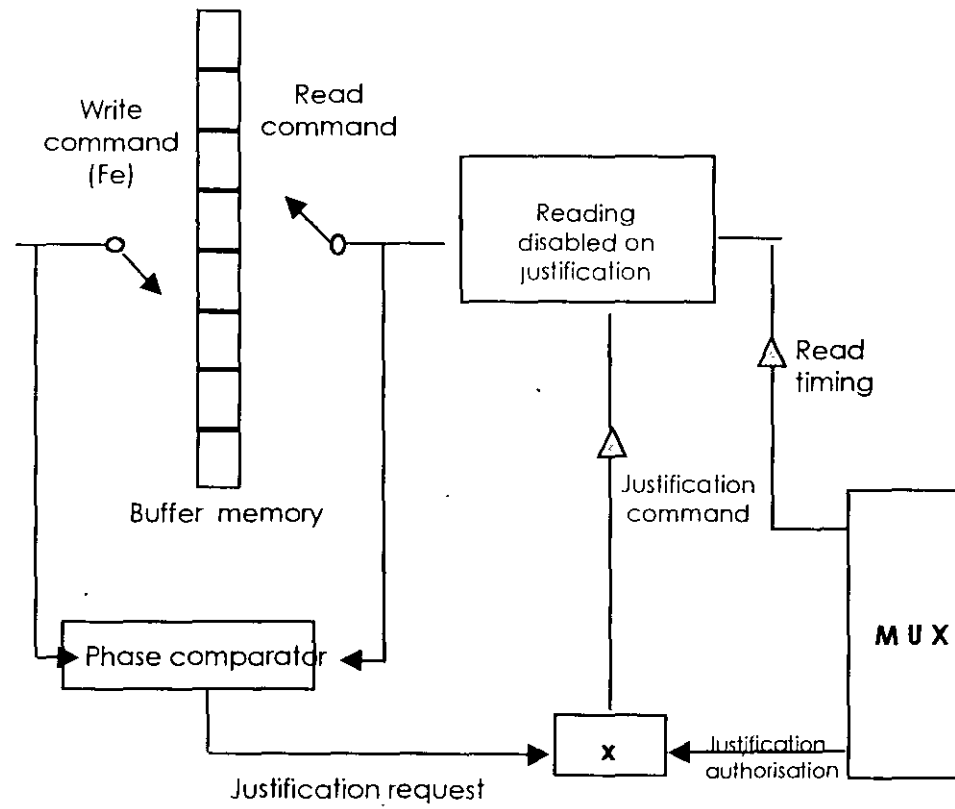 Write
command
(Fe)
Read
command
Reading
disabled on
justification
Read
timing
Justification
command
Buffer memory
MUX
Phase comparator
x
Justification
authorisation
Justification request